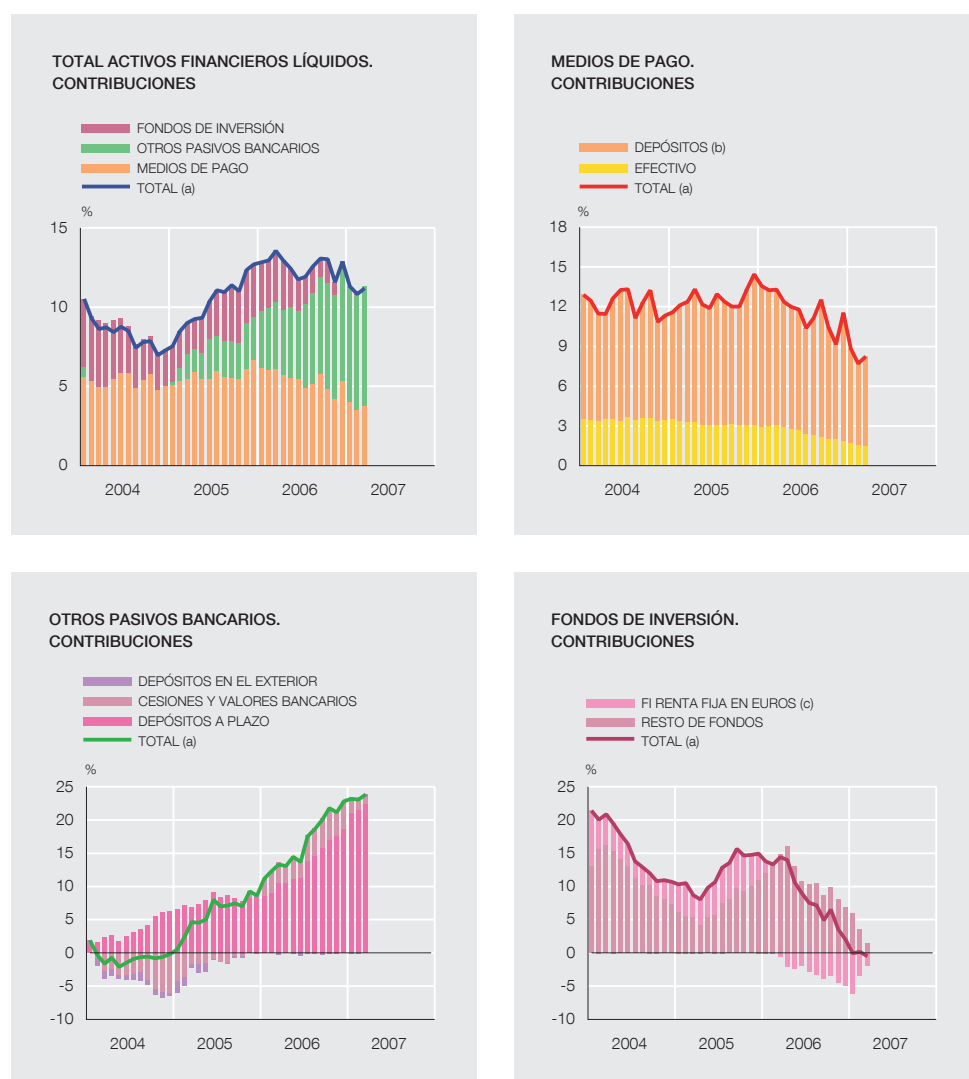 TOTAL ACTIVOS FINANCIEROS LÍQUIDOS.
CONTRIBUCIONES
FONDOS DE INVERSIÓN
OTROS PASIVOS BANCARIOS
MEDIOS DE PAGO
TOTAL (a)
%
15
10
5
0
2004 2005 2006 2007
MEDIOS DE PAGO.
CONTRIBUCIONES
DEPÓSITOS (b)
EFECTIVO
TOTAL (a)
%
18
15
12
9
6
3
0
2004 2005 2006 2007
OTROS PASIVOS BANCARIOS.
CONTRIBUCIONES
DEPÓSITOS EN EL EXTERIOR
CESIONES Y VALORES BANCARIOS
DEPÓSITOS A PLAZO
TOTAL (a)
%
25
20
15
10
5
0
-5
-10
2004 2005 2006 2007
FONDOS DE INVERSIÓN.
CONTRIBUCIONES
FI RENTA FIJA EN EUROS (c)
RESTO DE FONDOS
TOTAL (a)
%
25
20
15
10
5
0
-5
-10
2004 2005 2006 2007